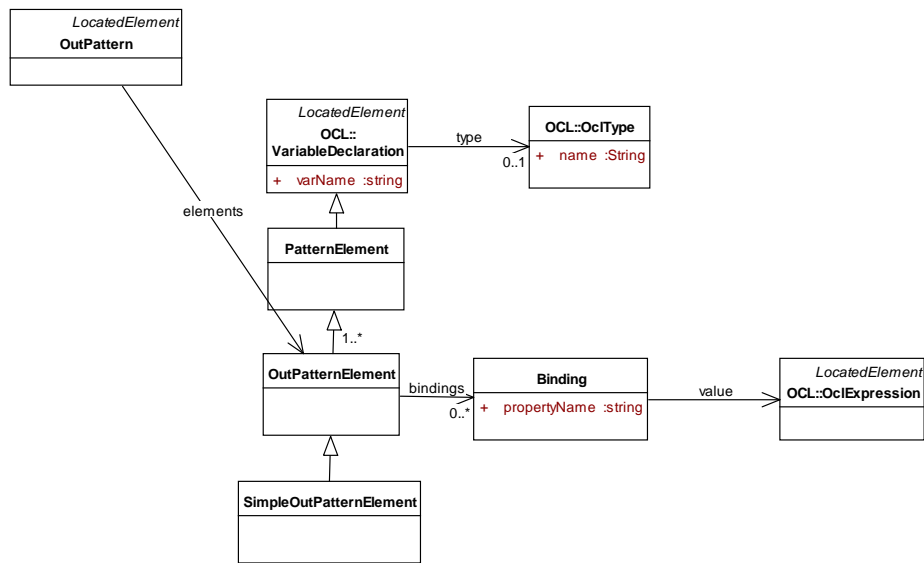 LocatedElement
OutPattern
LocatedElement
OCL::
VariableDeclaration
+ varName :string
type
0..1
OCL::OclType
+ name :String
elements
PatternElement
1..*
OutPatternElement
bindings
0..*
Binding
+ propertyName :string
value
LocatedElement
OCL::OclExpression
SimpleOutPatternElement